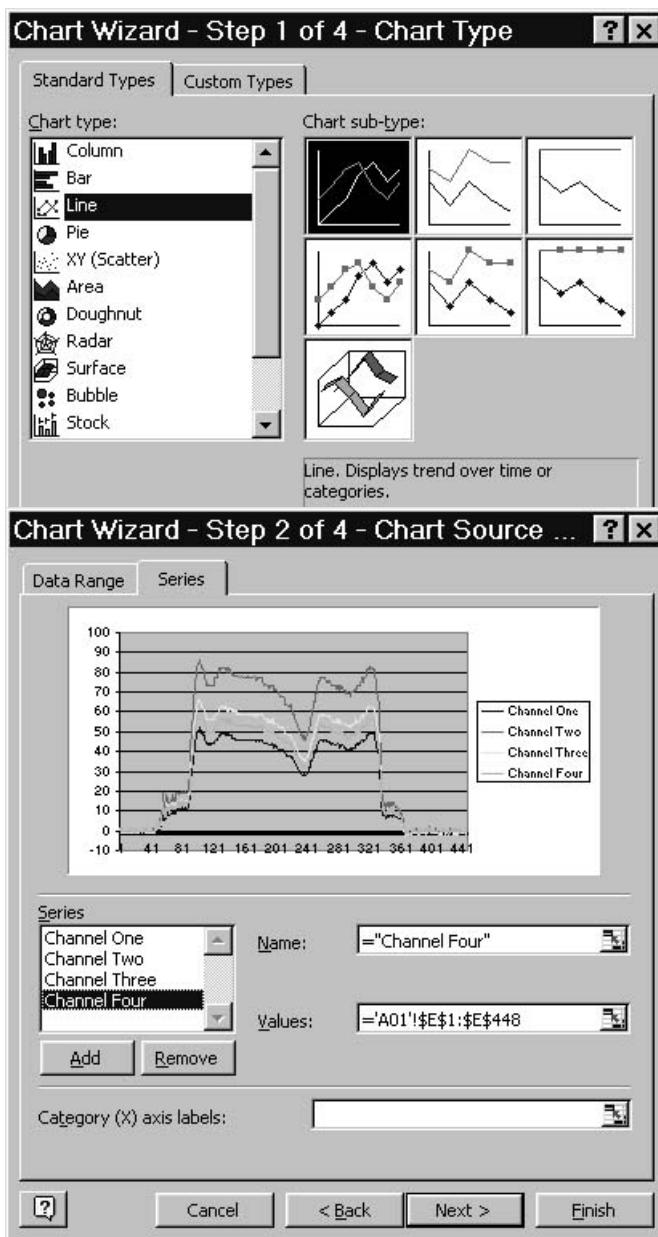 Chart Wizard - Step 1 of 4 - Chart Type
Standard Types
Custom Types
Chart type:
Chart sub-type:
Column
Bar
Line
Pie
XY (Scatter)
Area
Doughnut
Radar
Surface
Bubble
Stock
Line. Displays trend over time or
categories.
Chart Wizard - Step 2 of 4 - Chart Source ...
Data Range
Series
100
90
80
70
60
50
40
30
20
10
0
-10
1 41 81 121 161 201 241 281 321 361 401 441
Channel One
Channel Two
Channel Three
Channel Four
Series
Channel One
Channel Two
Channel Three
Channel Four
Name:
="Channel Four"
Values:
='A01'!$E$1:$E$448
Add
Remove
Category (X) axis labels:
Cancel
< Back
Next >
Finish